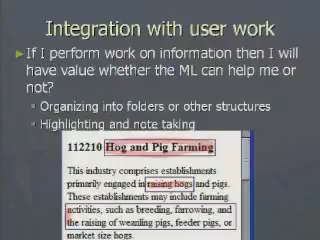 Integration with user work
If I perform work on information then I will
have value whether the ML can help me or
not?
Organizing into folders or other structures
Highlighting and note taking
112210 Hog and Pig Farming
This industry comprises establishments
primarily engaged in raising hogs and pigs.
These establishments may include farming
activities, such as breeding, farrowing, and
the raising of weanling pigs, feeder pigs, or
market size hogs.